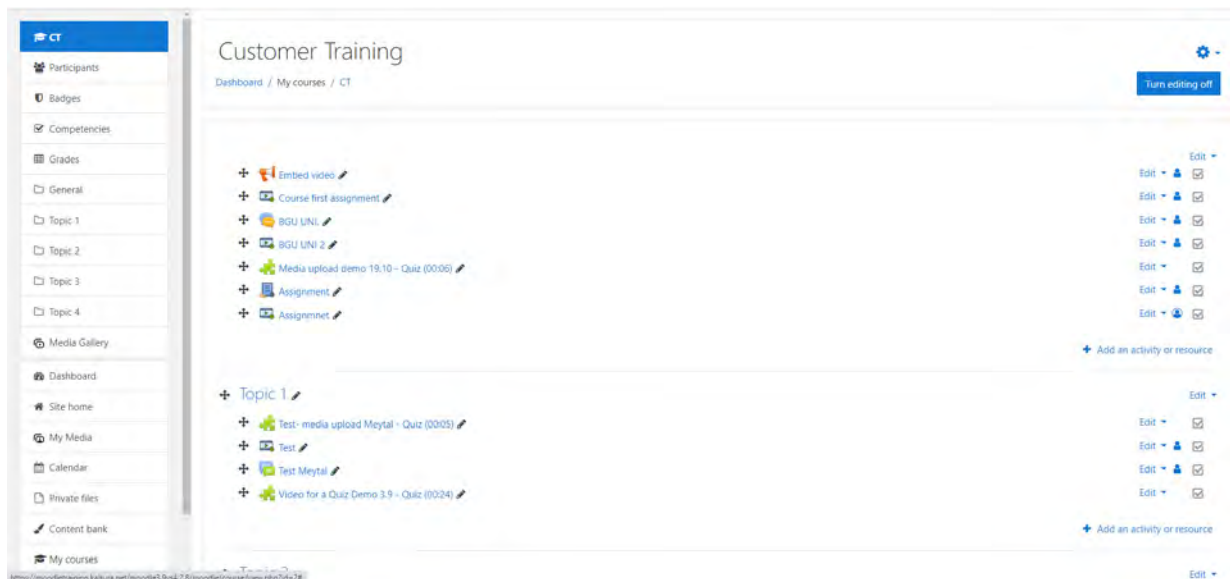 CT
Participants
Badges
Competencies
Grades
General
Topic 1
Topic 2
Topic 3
Topic 4
Media Gallery
Dashboard
Site home
My Media
Calendar
Private files
Content bank
My courses
Customer Training
Dashboard / My courses / CT
Turn editing off
Edit
Embed video Edit
Course first assignment Edit
BGU UNI. Edit
BGU UNI 2 Edit
Media upload demo 19.10 - Quiz (00:06) Edit
Assignment Edit
Assignmnet Edit
Add an activity or resource
Topic 1 Edit
Test- media upload Meytal - Quiz (00:05) Edit
Test Edit
Test Meytal Edit
Video for a Quiz Demo 3.9 - Quiz (00:24) Edit
Add an activity or resource
Edit